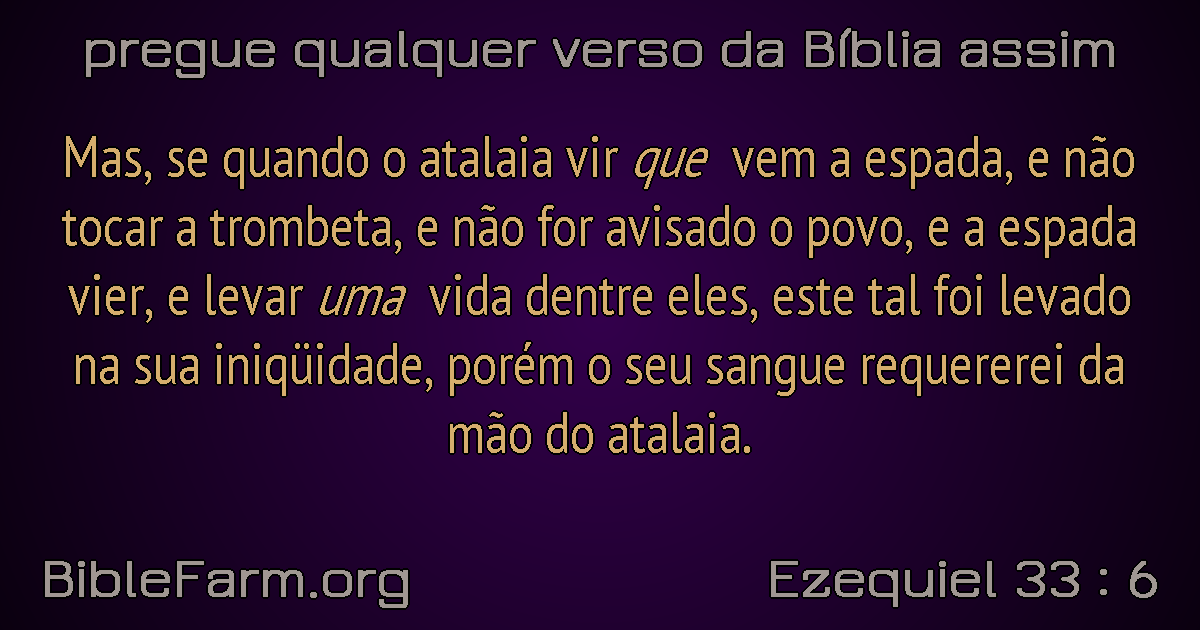 pregue qualquer verso da Bíblia assim
Mas, se quando o atalaia vir que vem a espada, e não
tocar a trombeta, e não for avisado o povo, e a espada
vier, e levar uma vida dentre eles, este tal foi levado
na sua iniqüidade, porém o seu sangue requererei da
mão do atalaia.
BibleFarm.org
Ezequiel 33 : 6